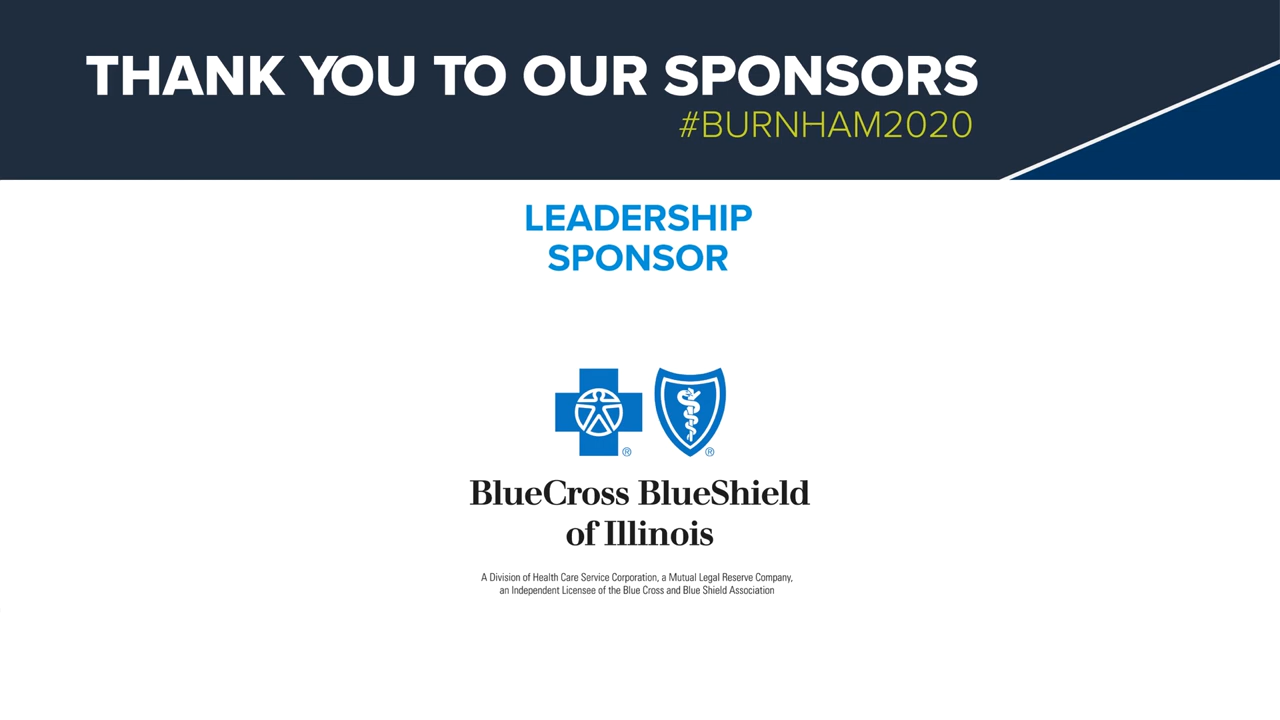 THANK YOU TO OUR SPONSORS
#BURNHAM2020
LEADERSHIP
SPONSOR
® ®
BlueCross BlueShield
of Illinois
A Division of Health Care Service Corporation, a Mutual Legal Reserve Company,
an Independent Licensee of the Blue Cross and Blue Shield Association